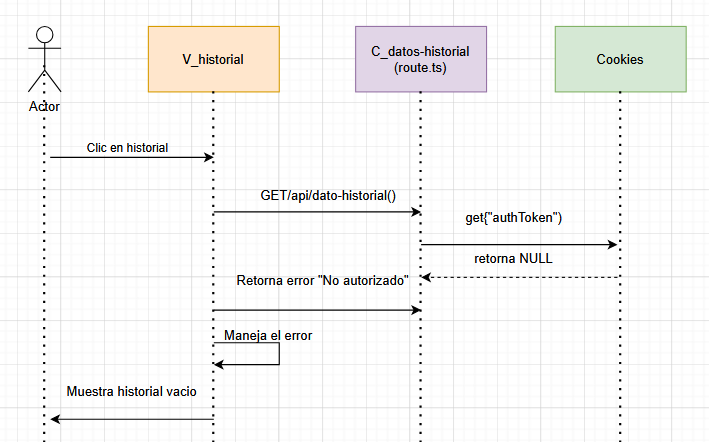 Actor
V_historial
C_datos-historial
(route.ts)
Cookies
Clic en historial
GET/api/dato-historial()
get{"authToken")
retorna NULL
Retorna error "No autorizado"
Maneja el error
Muestra historial vacio